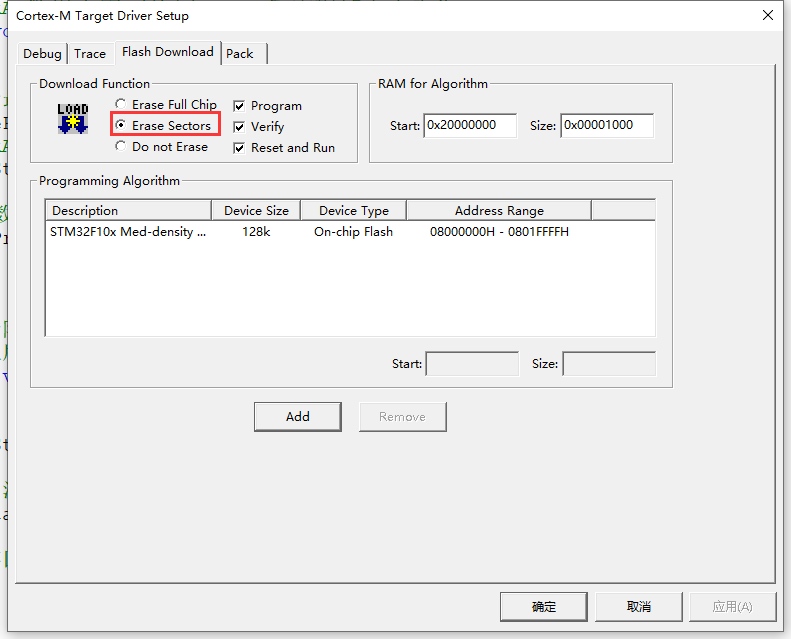 Cortex-M Target Driver Setup
Debug Trace Flash Download Pack
Download Function
LOAD
Erase Full Chip
Erase Sectors
Do not Erase
Program
Verify
Reset and Run
RAM for Algorithm
Start: 0x20000000 Size: 0x00001000
Programming Algorithm
Description Device Size Device Type Address Range
STM32F10x Med-density ... 128k On-chip Flash 08000000H - 0801FFFFH
Start: Size:
Add Remove
确定 取消 应用(A)